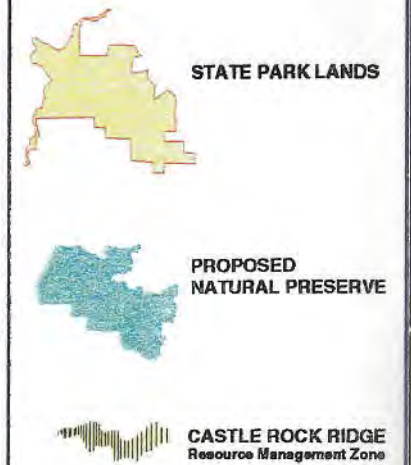 STATE PARK LANDS
PROPOSED
NATURAL PRESERVE
CASTLE ROCK RIDGE
Resource Management Zone